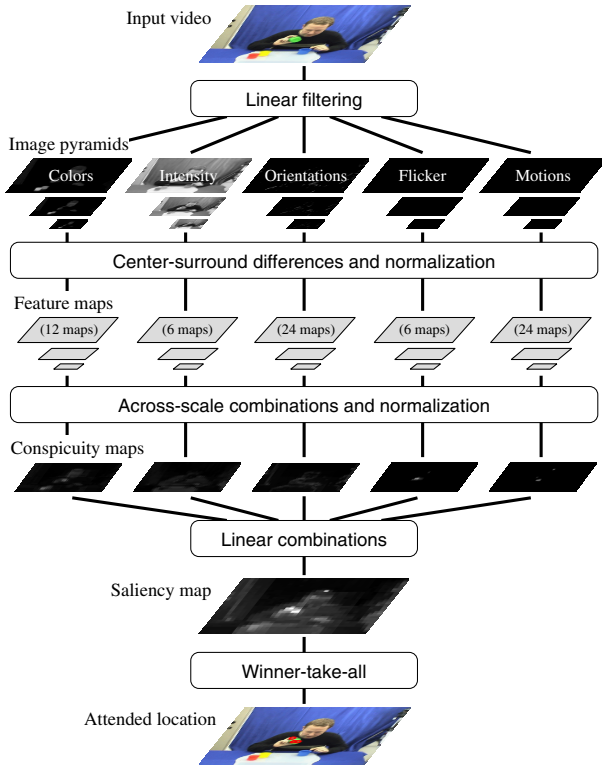 Input video
Linear filtering
Image pyramids
Colors Intensity Orientations Flicker Motions
Center-surround differences and normalization
Feature maps
(12 maps) (6 maps) (24 maps) (6 maps) (24 maps)
Across-scale combinations and normalization
Conspicuity maps
Linear combinations
Saliency map
Winner-take-all
Attended location